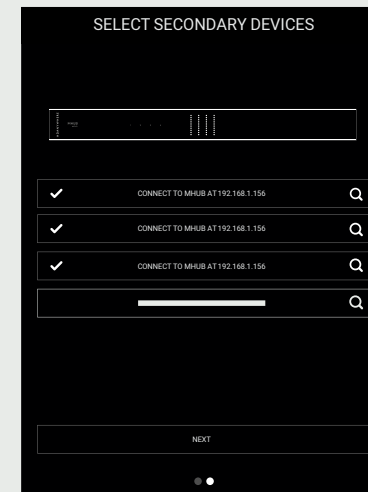 SELECT SECONDARY DEVICES
CONNECT TO MHUB AT 192.168.1.156
CONNECT TO MHUB AT 192.168.1.156
CONNECT TO MHUB AT 192.168.1.156
NEXT